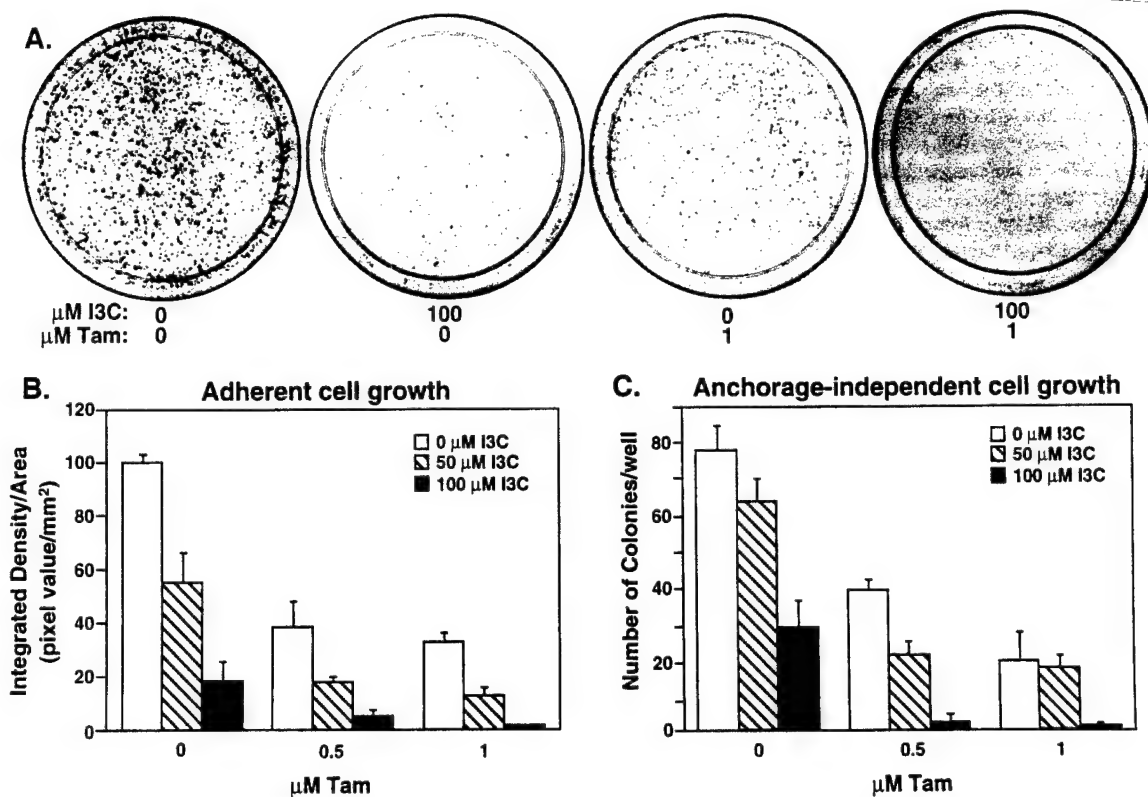 A.
μM I3C: 0 100 0 100
μM Tam: 0 0 1 1
B. Adherent cell growth
Integrated Density/Area
(pixel value/mm²)
120
100
80
60
40
20
0
0 μM I3C
50 μM I3C
100 μM I3C
0 0.5 1
μM Tam
C. Anchorage-independent cell growth
Number of Colonies/well
80
60
40
20
0
0 μM I3C
50 μM I3C
100 μM I3C
0 0.5 1
μM Tam